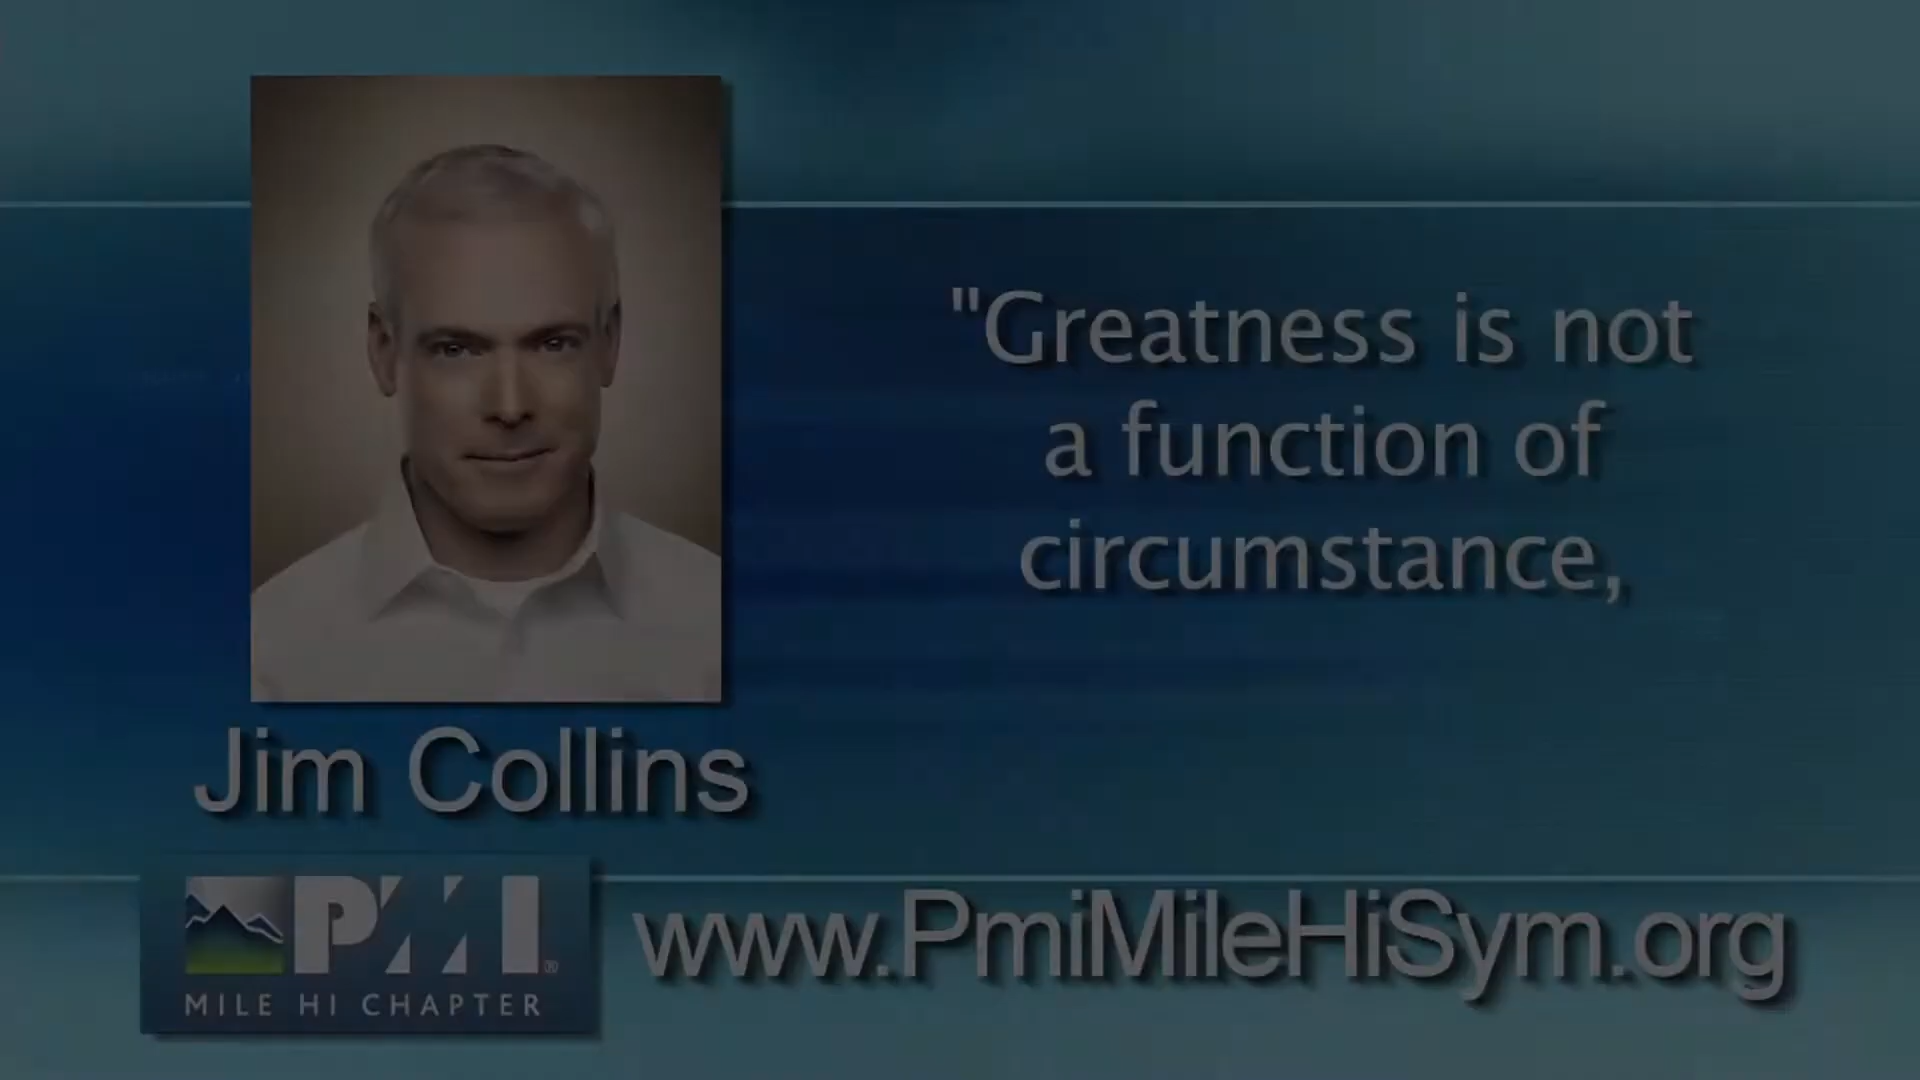 "Greatness is not
a function of
circumstance,
Jim Collins
PMI®
MILE HI CHAPTER
www.PmiMileHiSym.org